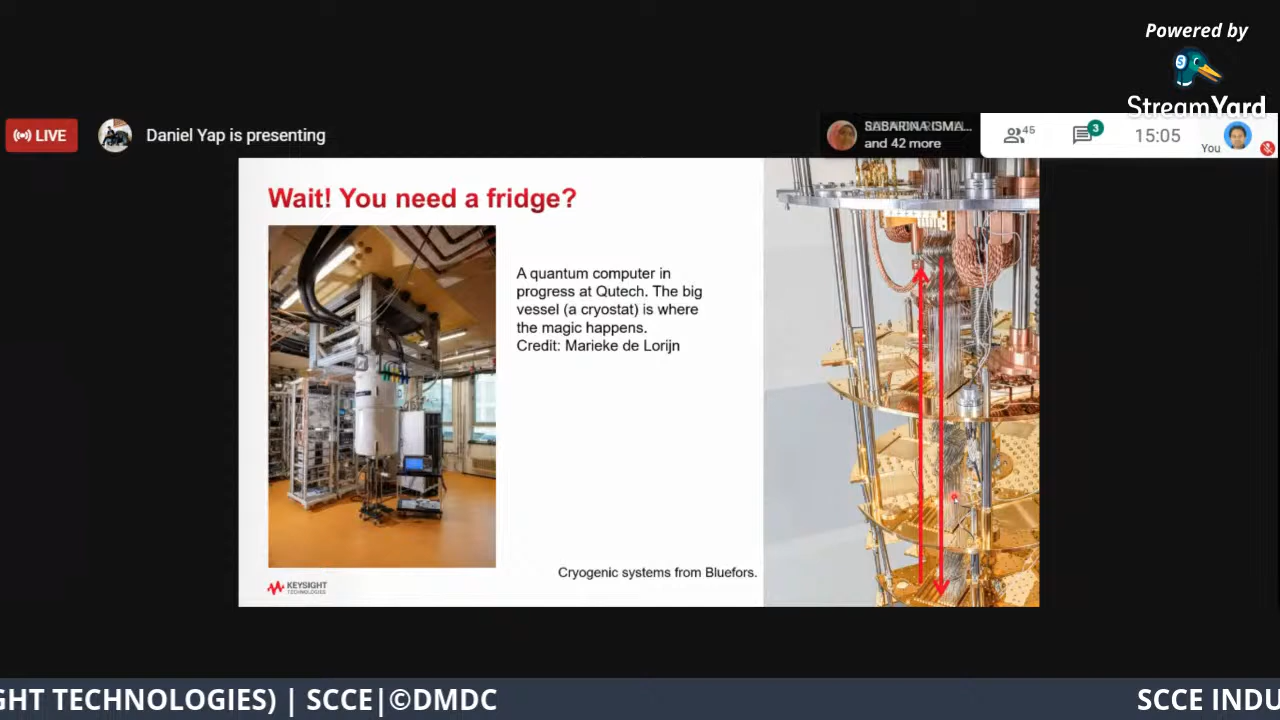 Powered by
StreamYard
LIVE
Daniel Yap is presenting
and 42 more
45
3
15:05
You
Wait! You need a fridge?
A quantum computer in
progress at Qutech. The big
vessel (a cryostat) is where
the magic happens.
Credit: Marieke de Lorijn
Cryogenic systems from Bluefors.
KEYSIGHT
TECHNOLOGIES
GHT TECHNOLOGIES) | SCCE|©DMDC
SCCE INDU